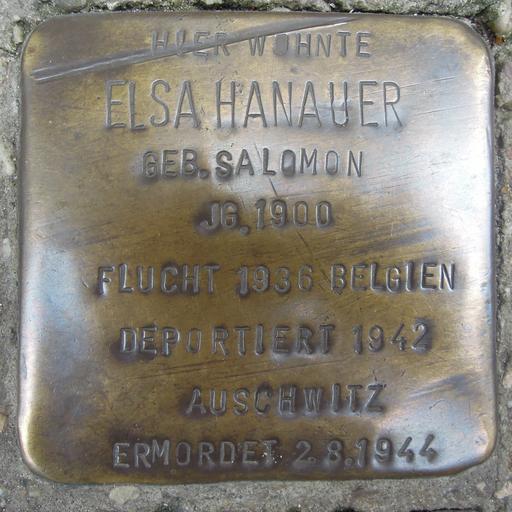 HIER WOHNTE
ELSA HANAUER
GEB. SALOMON
JG. 1900
FLUCHT 1936 BELGIEN
DEPORTIERT 1942
AUSCHWITZ
ERMORDET 2.8.1944